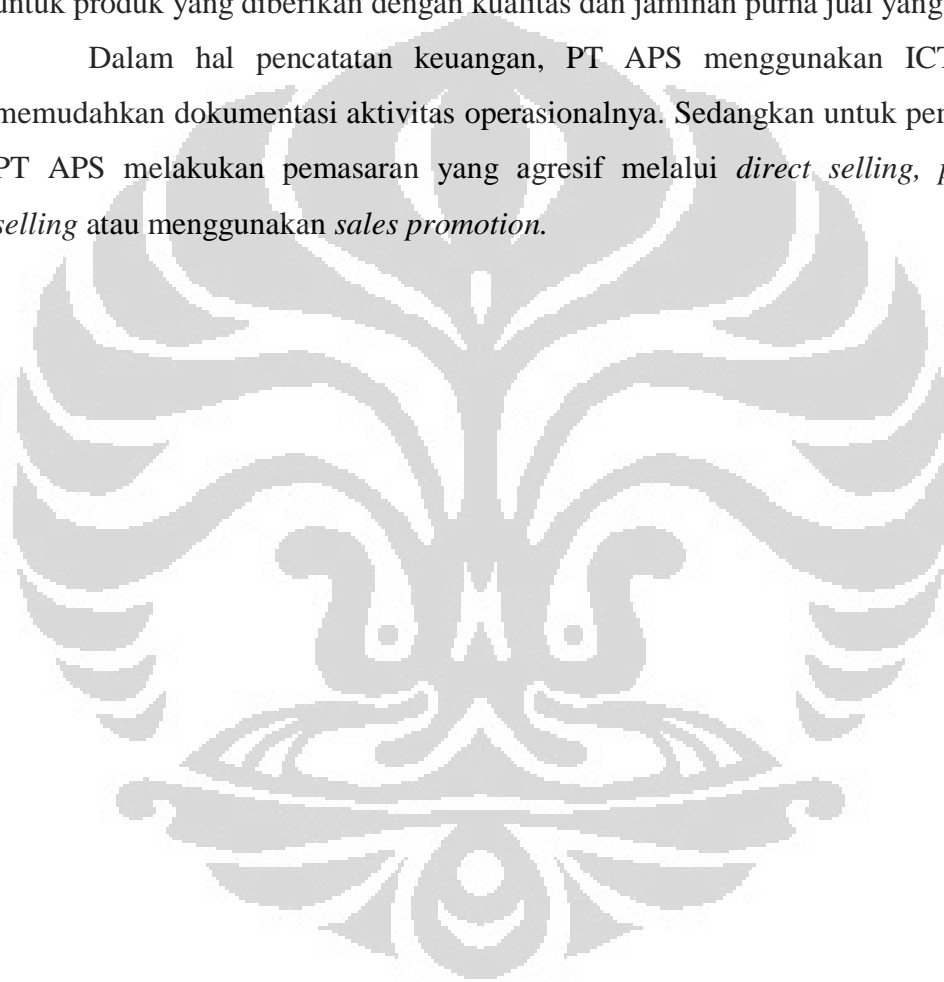 untuk produk yang diberikan dengan kualitas dan jaminan purna jual yang
Dalam hal pencatatan keuangan, PT APS menggunakan ICT
memudahkan dokumentasi aktivitas operasionalnya. Sedangkan untuk
PT APS melakukan pemasaran yang agresif melalui direct selling,
selling atau menggunakan sales promotion.